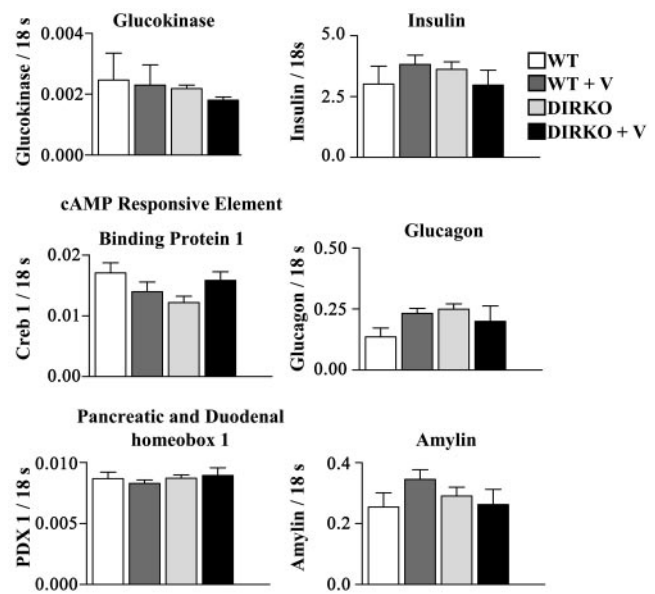 Glucokinase
Glucokinase / 18 s
0.004
0.002
0.000
Insulin
Insulin / 18s
5.0
2.5
0.0
WT
WT + V
DIRKO
DIRKO + V
cAMP Responsive Element
Binding Protein 1
Creb 1 / 18 s
0.02
0.01
0.00
Glucagon
Glucagon / 18 s
0.50
0.25
0.00
Pancreatic and Duodenal
homeobox 1
PDX 1 / 18 s
0.010
0.005
0.000
Amylin
Amylin / 18 s
0.4
0.2
0.0